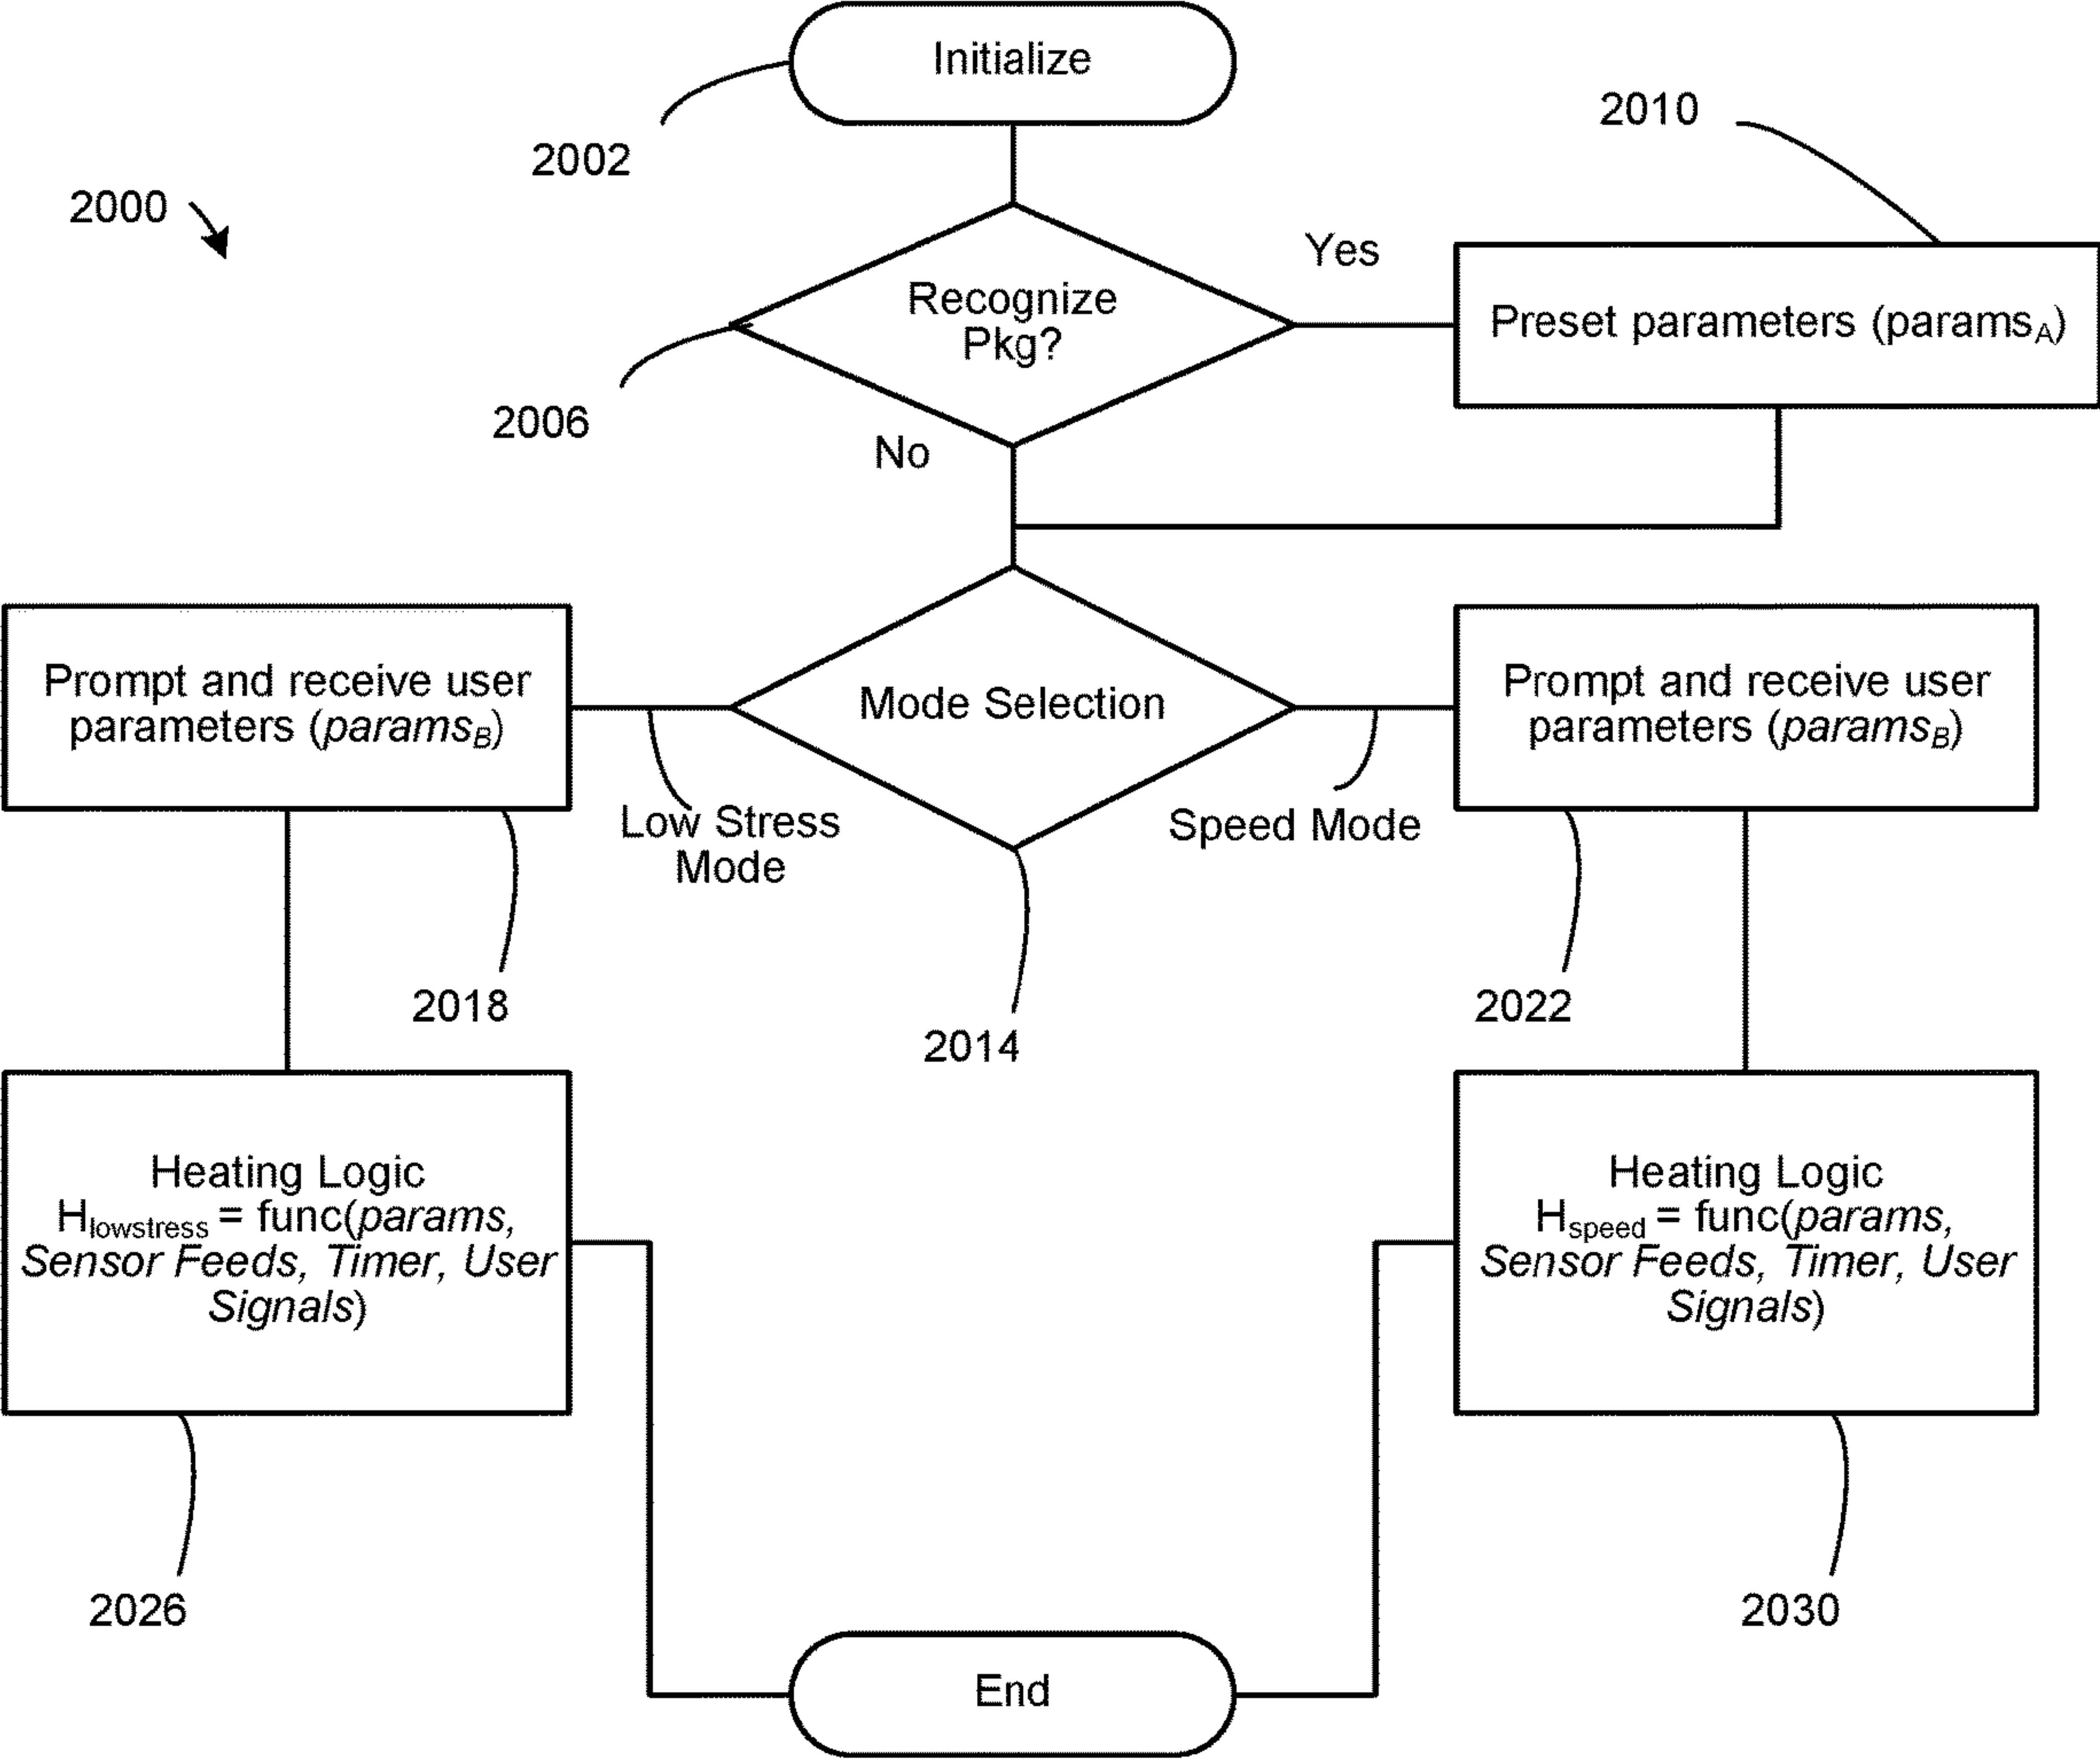 Initialize
2002
2010
2000
Yes
Recognize
Pkg?
Preset parameters (paramsA)
2006
No
Prompt and receive user
parameters (paramsB)
Mode Selection
Prompt and receive user
parameters (paramsB)
Low Stress
Mode
Speed Mode
2018
2014
2022
Heating Logic
Hlowstress = func(params,
Sensor Feeds, Timer, User
Signals)
Heating Logic
Hspeed = func(params,
Sensor Feeds, Timer, User
Signals)
2026
2030
End